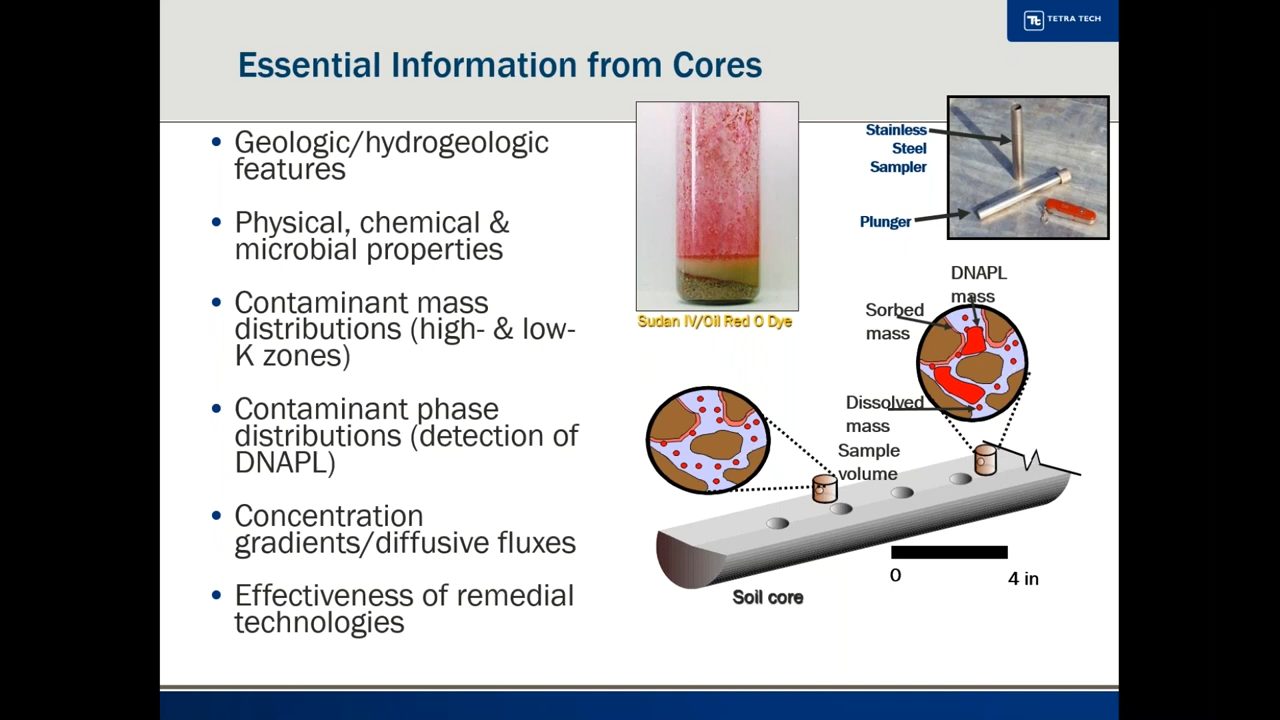 TETRA TECH
Essential Information from Cores
• Geologic/hydrogeologic
features
• Physical, chemical &
microbial properties
• Contaminant mass
distributions (high- & low-
K zones)
• Contaminant phase
distributions (detection of
DNAPL)
• Concentration
gradients/diffusive fluxes
• Effectiveness of remedial
technologies
Sudan IV/Oil Red O Dye
Stainless
Steel
Sampler
Plunger
DNAPL
mass
Sorbed
mass
Dissolved
mass
Sample
volume
0
4 in
Soil core